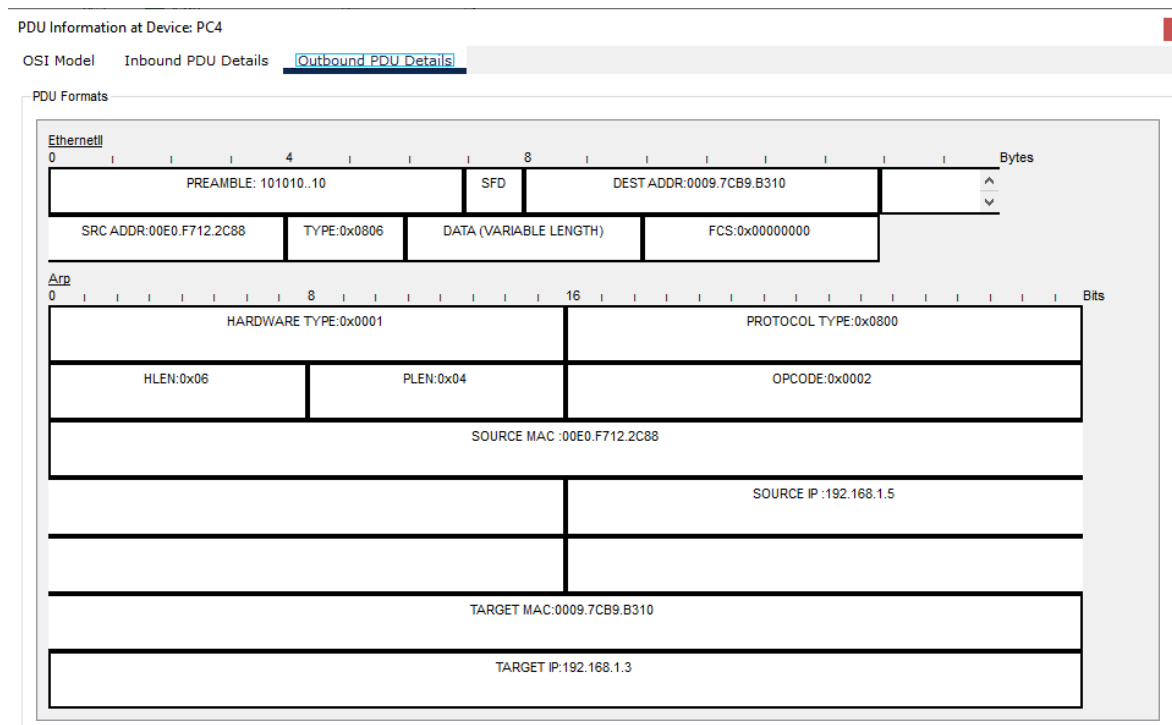 PDU Information at Device: PC4
OSI Model Inbound PDU Details Outbound PDU Details
PDU Formats
EthernetII
0 4 8 Bytes
PREAMBLE: 101010..10 SFD DEST ADDR:0009.7CB9.B310
SRC ADDR:00E0.F712.2C88 TYPE:0x0806 DATA (VARIABLE LENGTH) FCS:0x00000000
Arp
0 8 16 Bits
HARDWARE TYPE:0x0001 PROTOCOL TYPE:0x0800
HLEN:0x06 PLEN:0x04 OPCODE:0x0002
SOURCE MAC :00E0.F712.2C88
SOURCE IP :192.168.1.5
TARGET MAC:0009.7CB9.B310
TARGET IP:192.168.1.3